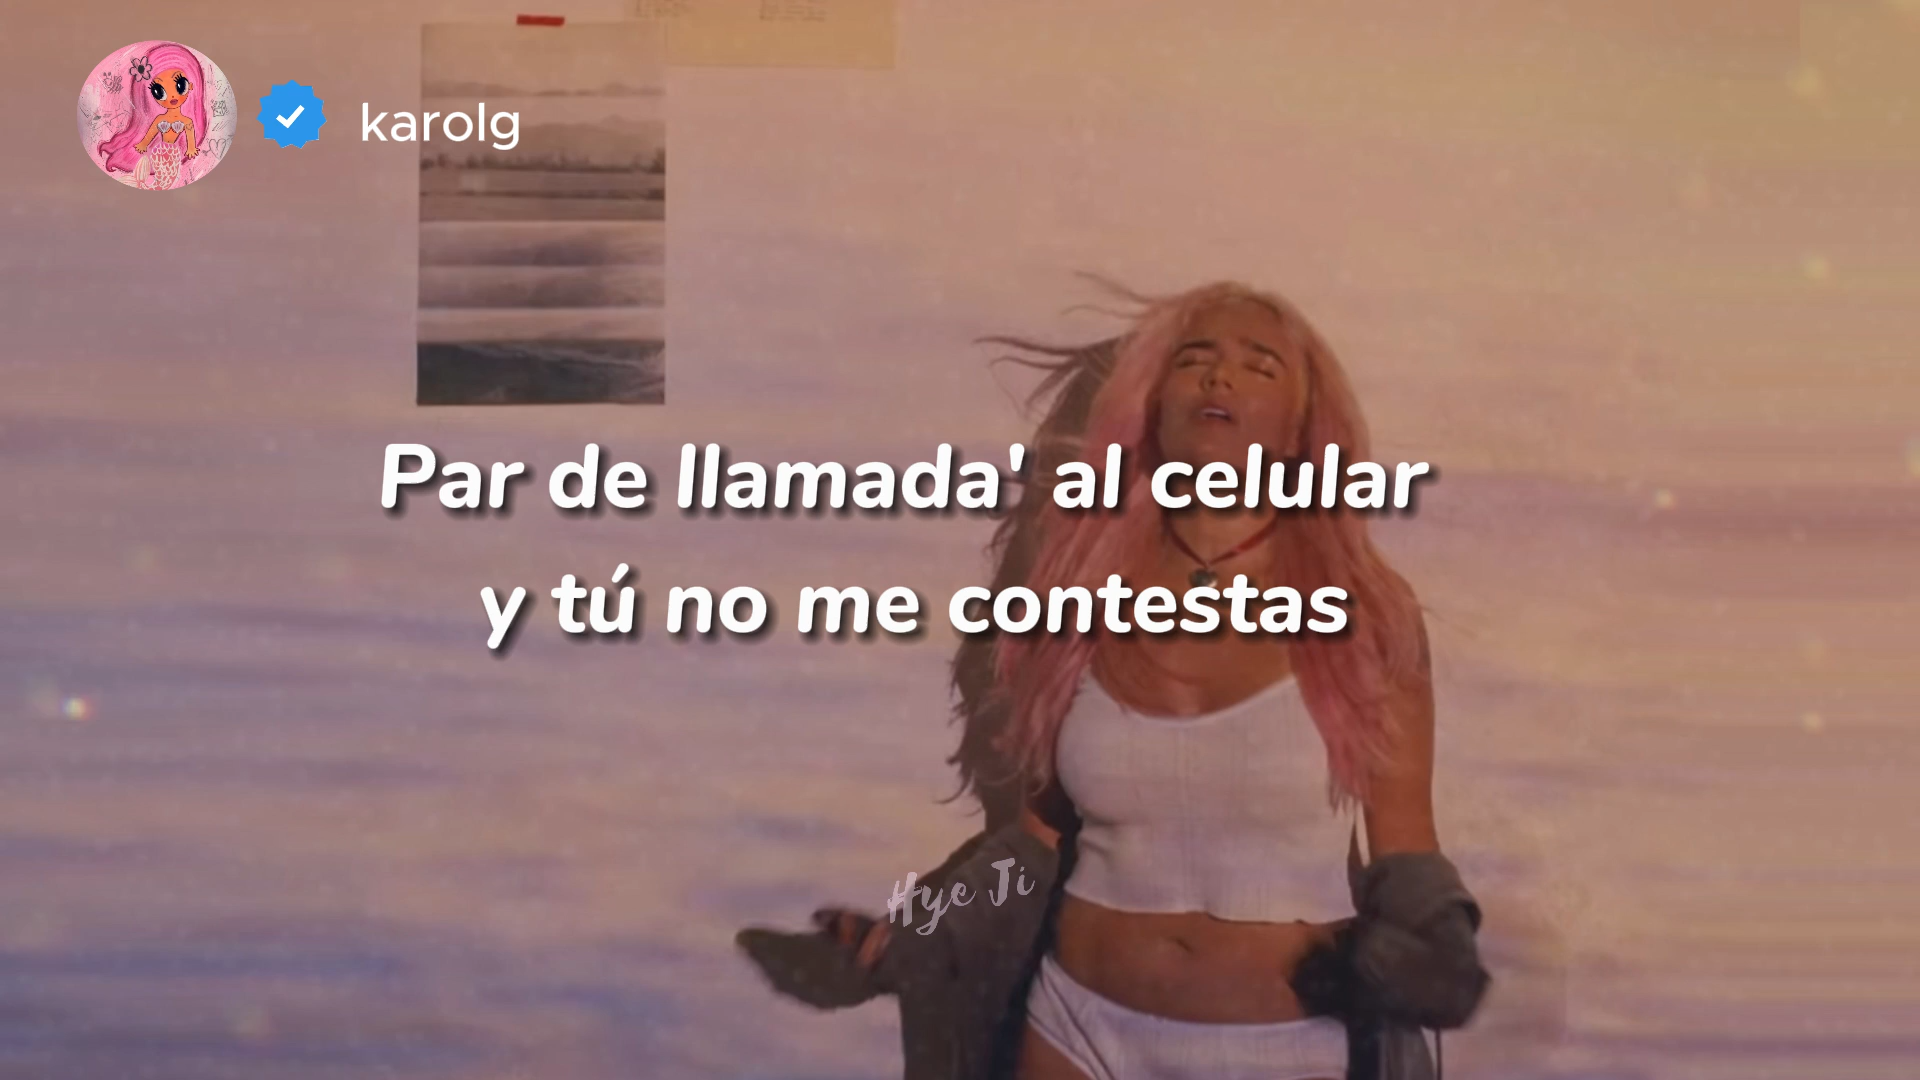 karolg
Par de llamada' al celular
y tú no me contestas
Hye Ji